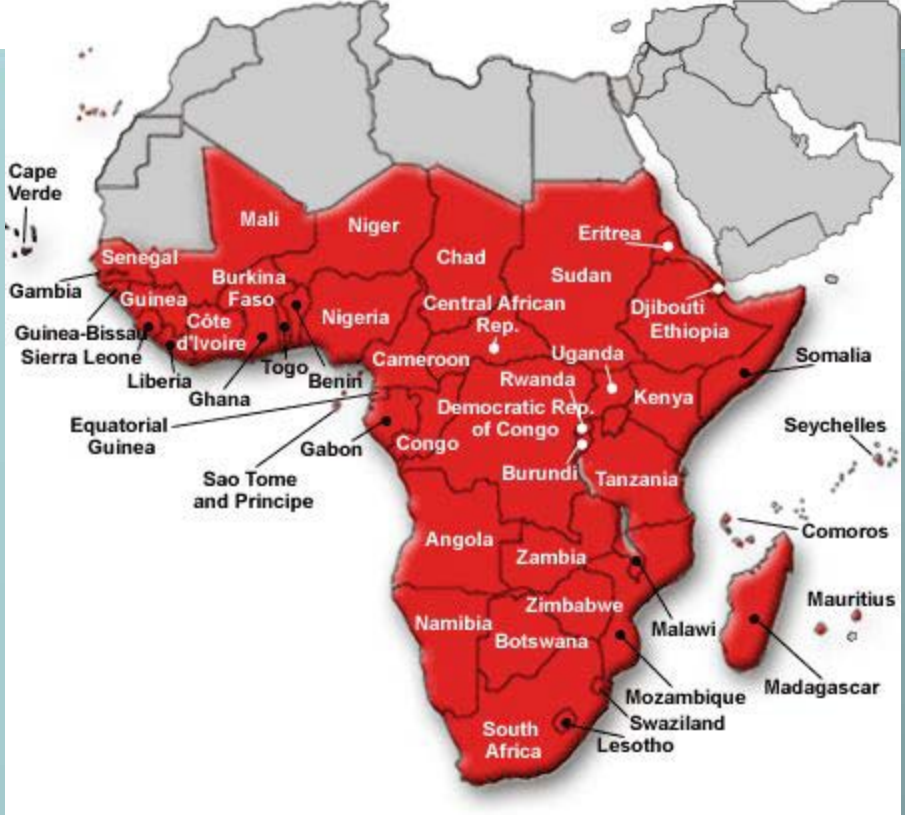 Cape
Verde
Mali
Niger
Eritrea
Senegal
Chad
Sudan
Gambia
Burkina
Faso
Guinea
Djibouti
Central African
Rep.
Nigeria
Côte
d'Ivoire
Ethiopia
Guinea-Bissau
Sierra Leone
Cameroon
Uganda
Somalia
Togo
Benin
Liberia
Rwanda
Ghana
Kenya
Democratic Rep.
of Congo
Equatorial
Guinea
Seychelles
Gabon
Congo
Burundi
Tanzania
Sao Tome
and Principe
Comoros
Angola
Zambia
Mauritius
Zimbabwe
Namibia
Malawi
Botswana
Madagascar
Mozambique
Swaziland
South
Africa
Lesotho